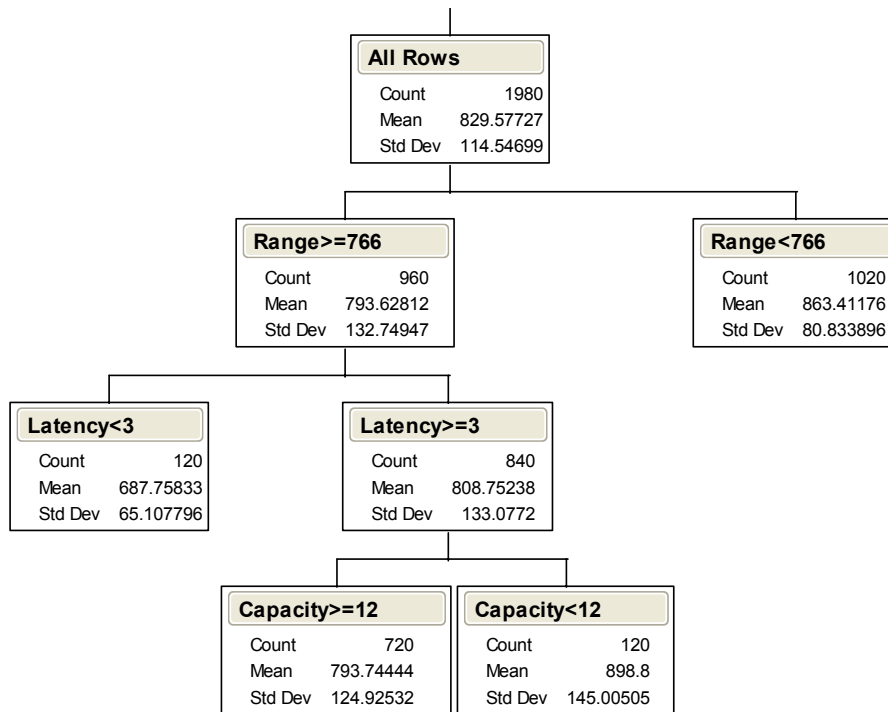 All Rows
Count 1980
Mean 829.57727
Std Dev 114.54699
Range>=766
Count 960
Mean 793.62812
Std Dev 132.74947
Range<766
Count 1020
Mean 863.41176
Std Dev 80.833896
Latency<3
Count 120
Mean 687.75833
Std Dev 65.107796
Latency>=3
Count 840
Mean 808.75238
Std Dev 133.0772
Capacity>=12
Count 720
Mean 793.74444
Std Dev 124.92532
Capacity<12
Count 120
Mean 898.8
Std Dev 145.00505